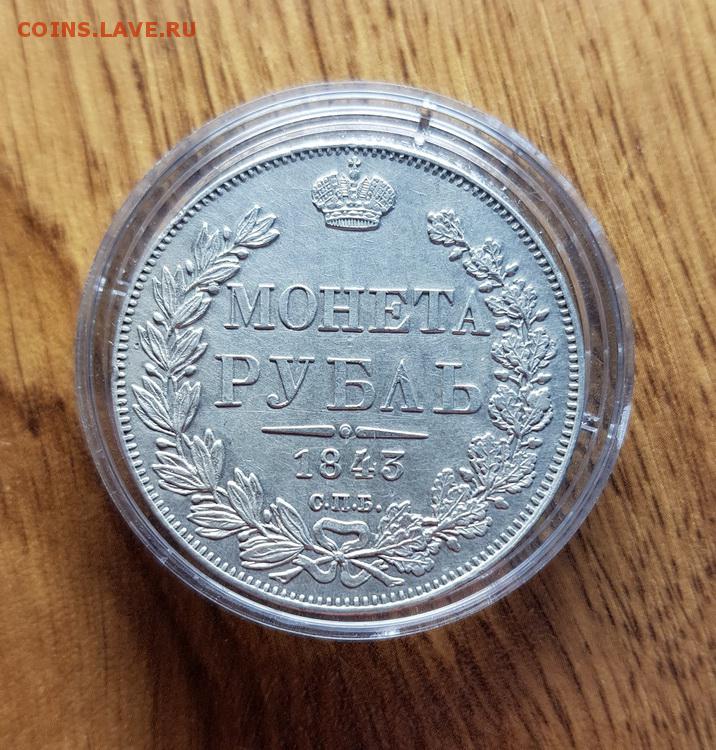 COINS.LAVE.RU
МОНЕТА
РУБЛЬ
1843
С.П.Б.